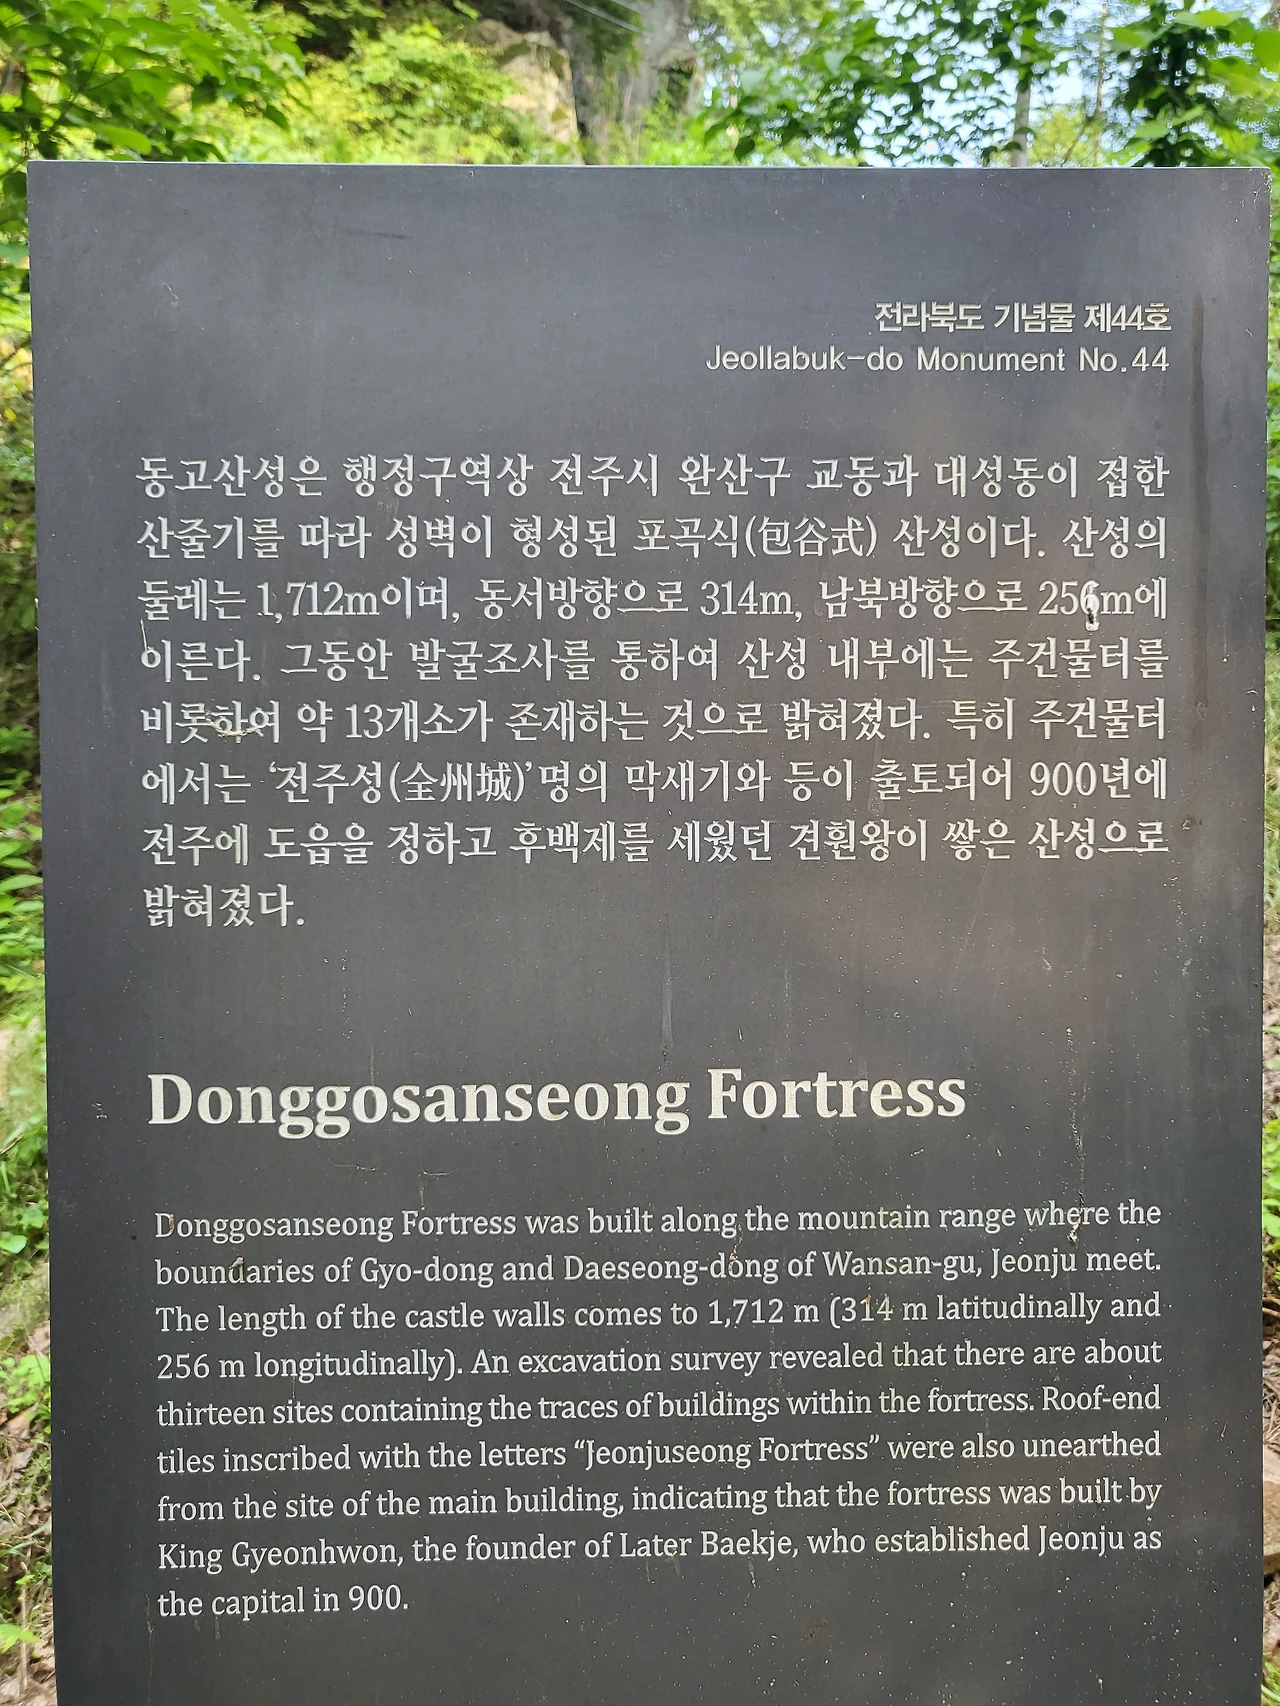 전라북도 기념물 제44호
Jeollabuk-do Monument No.44
동고산성은 행정구역상 전주시 완산구 교동과 대성동이 접한
산줄기를 따라 성벽이 형성된 포곡식(包谷式) 산성이다. 산성의
둘레는 1,712m이며, 동서방향으로 314m, 남북방향으로 256m에
이른다. 그동안 발굴조사를 통하여 산성 내부에는 주건물터를
비롯하여 약 13개소가 존재하는 것으로 밝혀졌다. 특히 주건물터
에서는 ‘전주성(全州城)’명의 막새기와 등이 출토되어 900년에
전주에 도읍을 정하고 후백제를 세웠던 견훤왕이 쌓은 산성으로
밝혀졌다.
Donggosanseong Fortress
Donggosanseong Fortress was built along the mountain range where the
boundaries of Gyo-dong and Daeseong-dong of Wansan-gu, Jeonju meet.
The length of the castle walls comes to 1,712 m (314 m latitudinally and
256 m longitudinally). An excavation survey revealed that there are about
thirteen sites containing the traces of buildings within the fortress. Roof-end
tiles inscribed with the letters “Jeonjuseong Fortress” were also unearthed
from the site of the main building, indicating that the fortress was built by
King Gyeonhwon, the founder of Later Baekje, who established Jeonju as
the capital in 900.